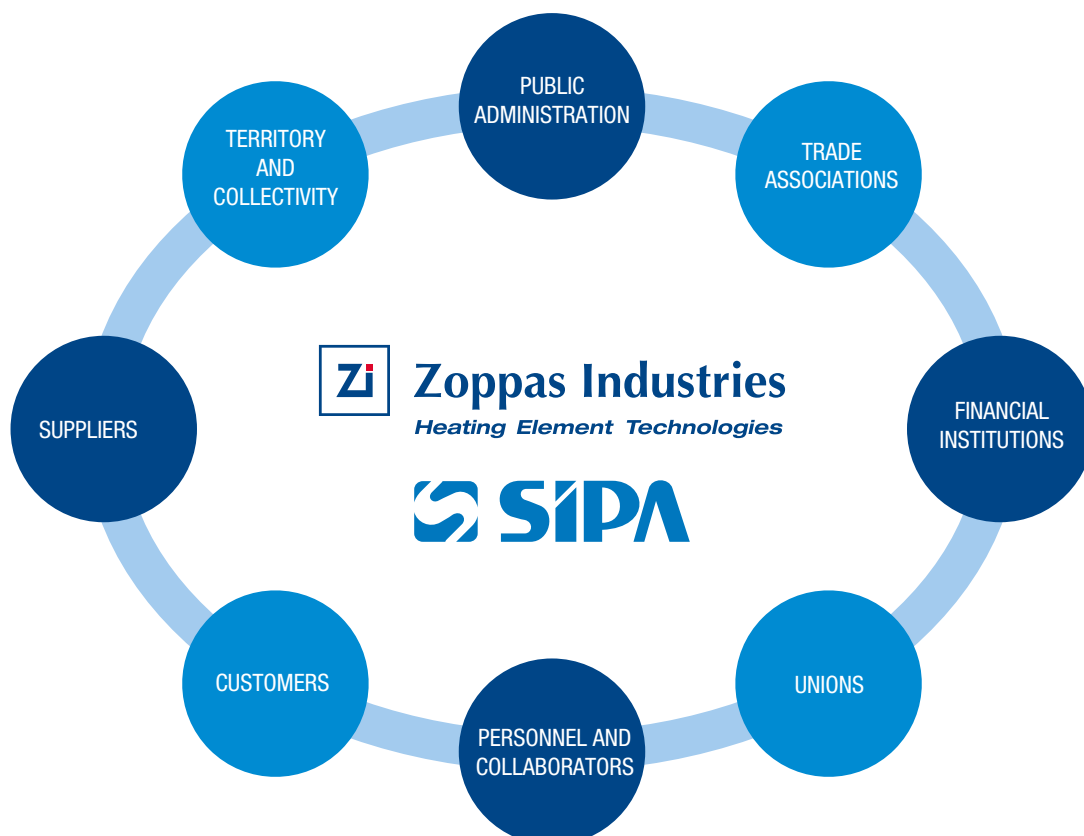 PUBLIC
ADMINISTRATION
TERRITORY
AND
COLLECTIVITY
TRADE
ASSOCIATIONS
Zi Zoppas Industries
Heating Element Technologies
SUPPLIERS
FINANCIAL
INSTITUTIONS
SIPA
CUSTOMERS
UNIONS
PERSONNEL AND
COLLABORATORS